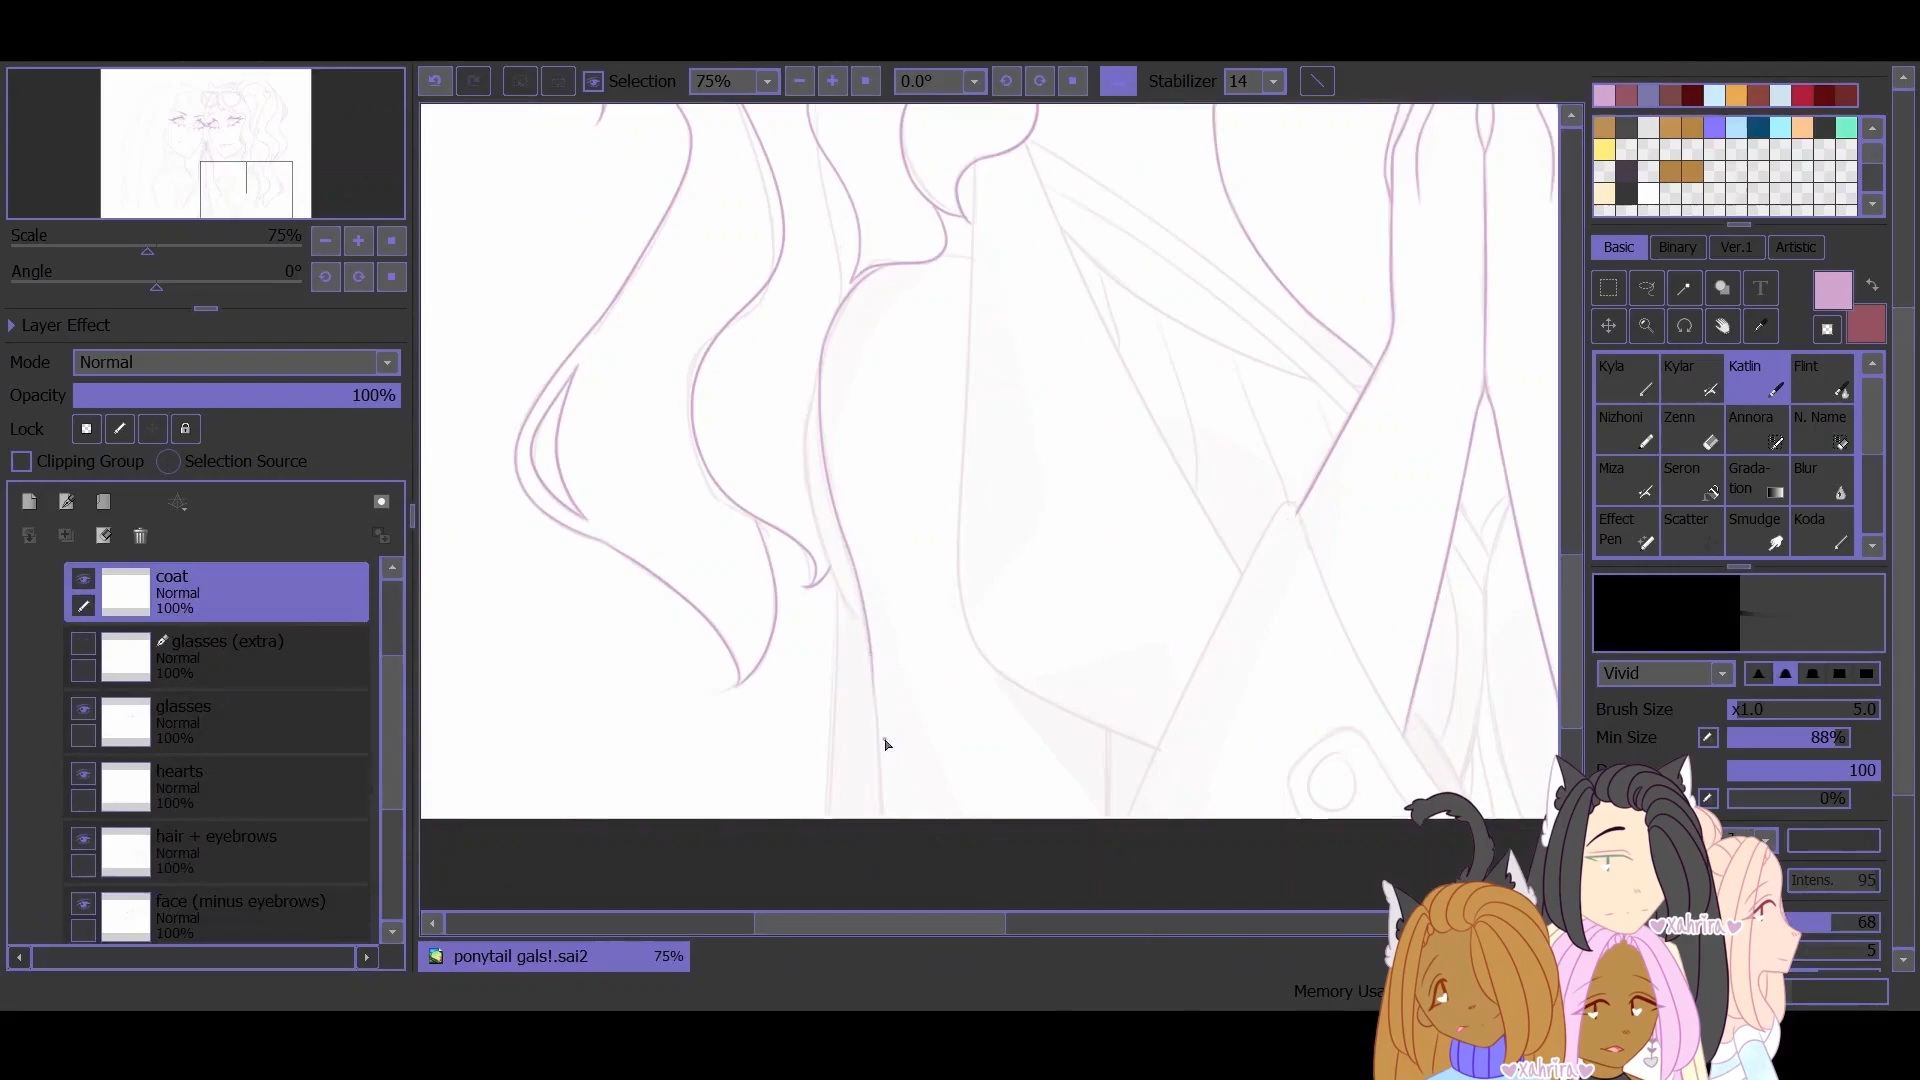 Selection 75% 0.0° Stabilizer 14
Scale 75%
Angle 0°
Layer Effect
Mode Normal
Opacity 100%
Lock
Clipping Group Selection Source
coat
Normal
100%
glasses (extra)
Normal
100%
glasses
Normal
100%
hearts
Normal
100%
hair + eyebrows
Normal
100%
face (minus eyebrows)
Normal
100%
ponytail gals!.sai2 75%
Memory Usa
Basic Binary Ver.1 Artistic
T
Kyla Kylar Katlin Flint
Nizhoni Zenn Annora N. Name
Miza Seron Grada-
tion Blur
Effect
Pen Scatter Smudge Koda
Vivid
Brush Size x1.0 5.0
Min Size 88%
100
0%
Intens. 95
68
5
xahrira
xahrira